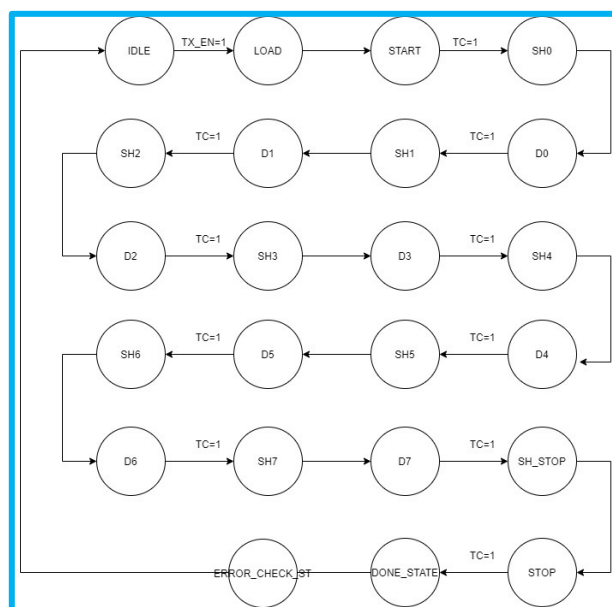 IDLE TX_EN=1 LOAD START TC=1 SH0
SH2 TC=1 D1 SH1 TC=1 D0
D2 TC=1 SH3 D3 TC=1 SH4
SH6 TC=1 D5 SH5 TC=1 D4
D6 TC=1 SH7 D7 TC=1 SH_STOP
ERROR_CHECK_ST DONE_STATE TC=1 STOP